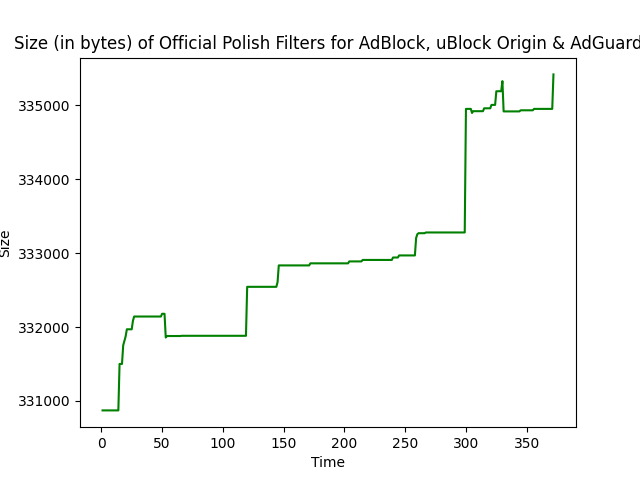 Size (in bytes) of Official Polish Filters for AdBlock, uBlock Origin & AdGuard
335000
334000
333000
332000
331000
Size
0 50 100 150 200 250 300 350
Time